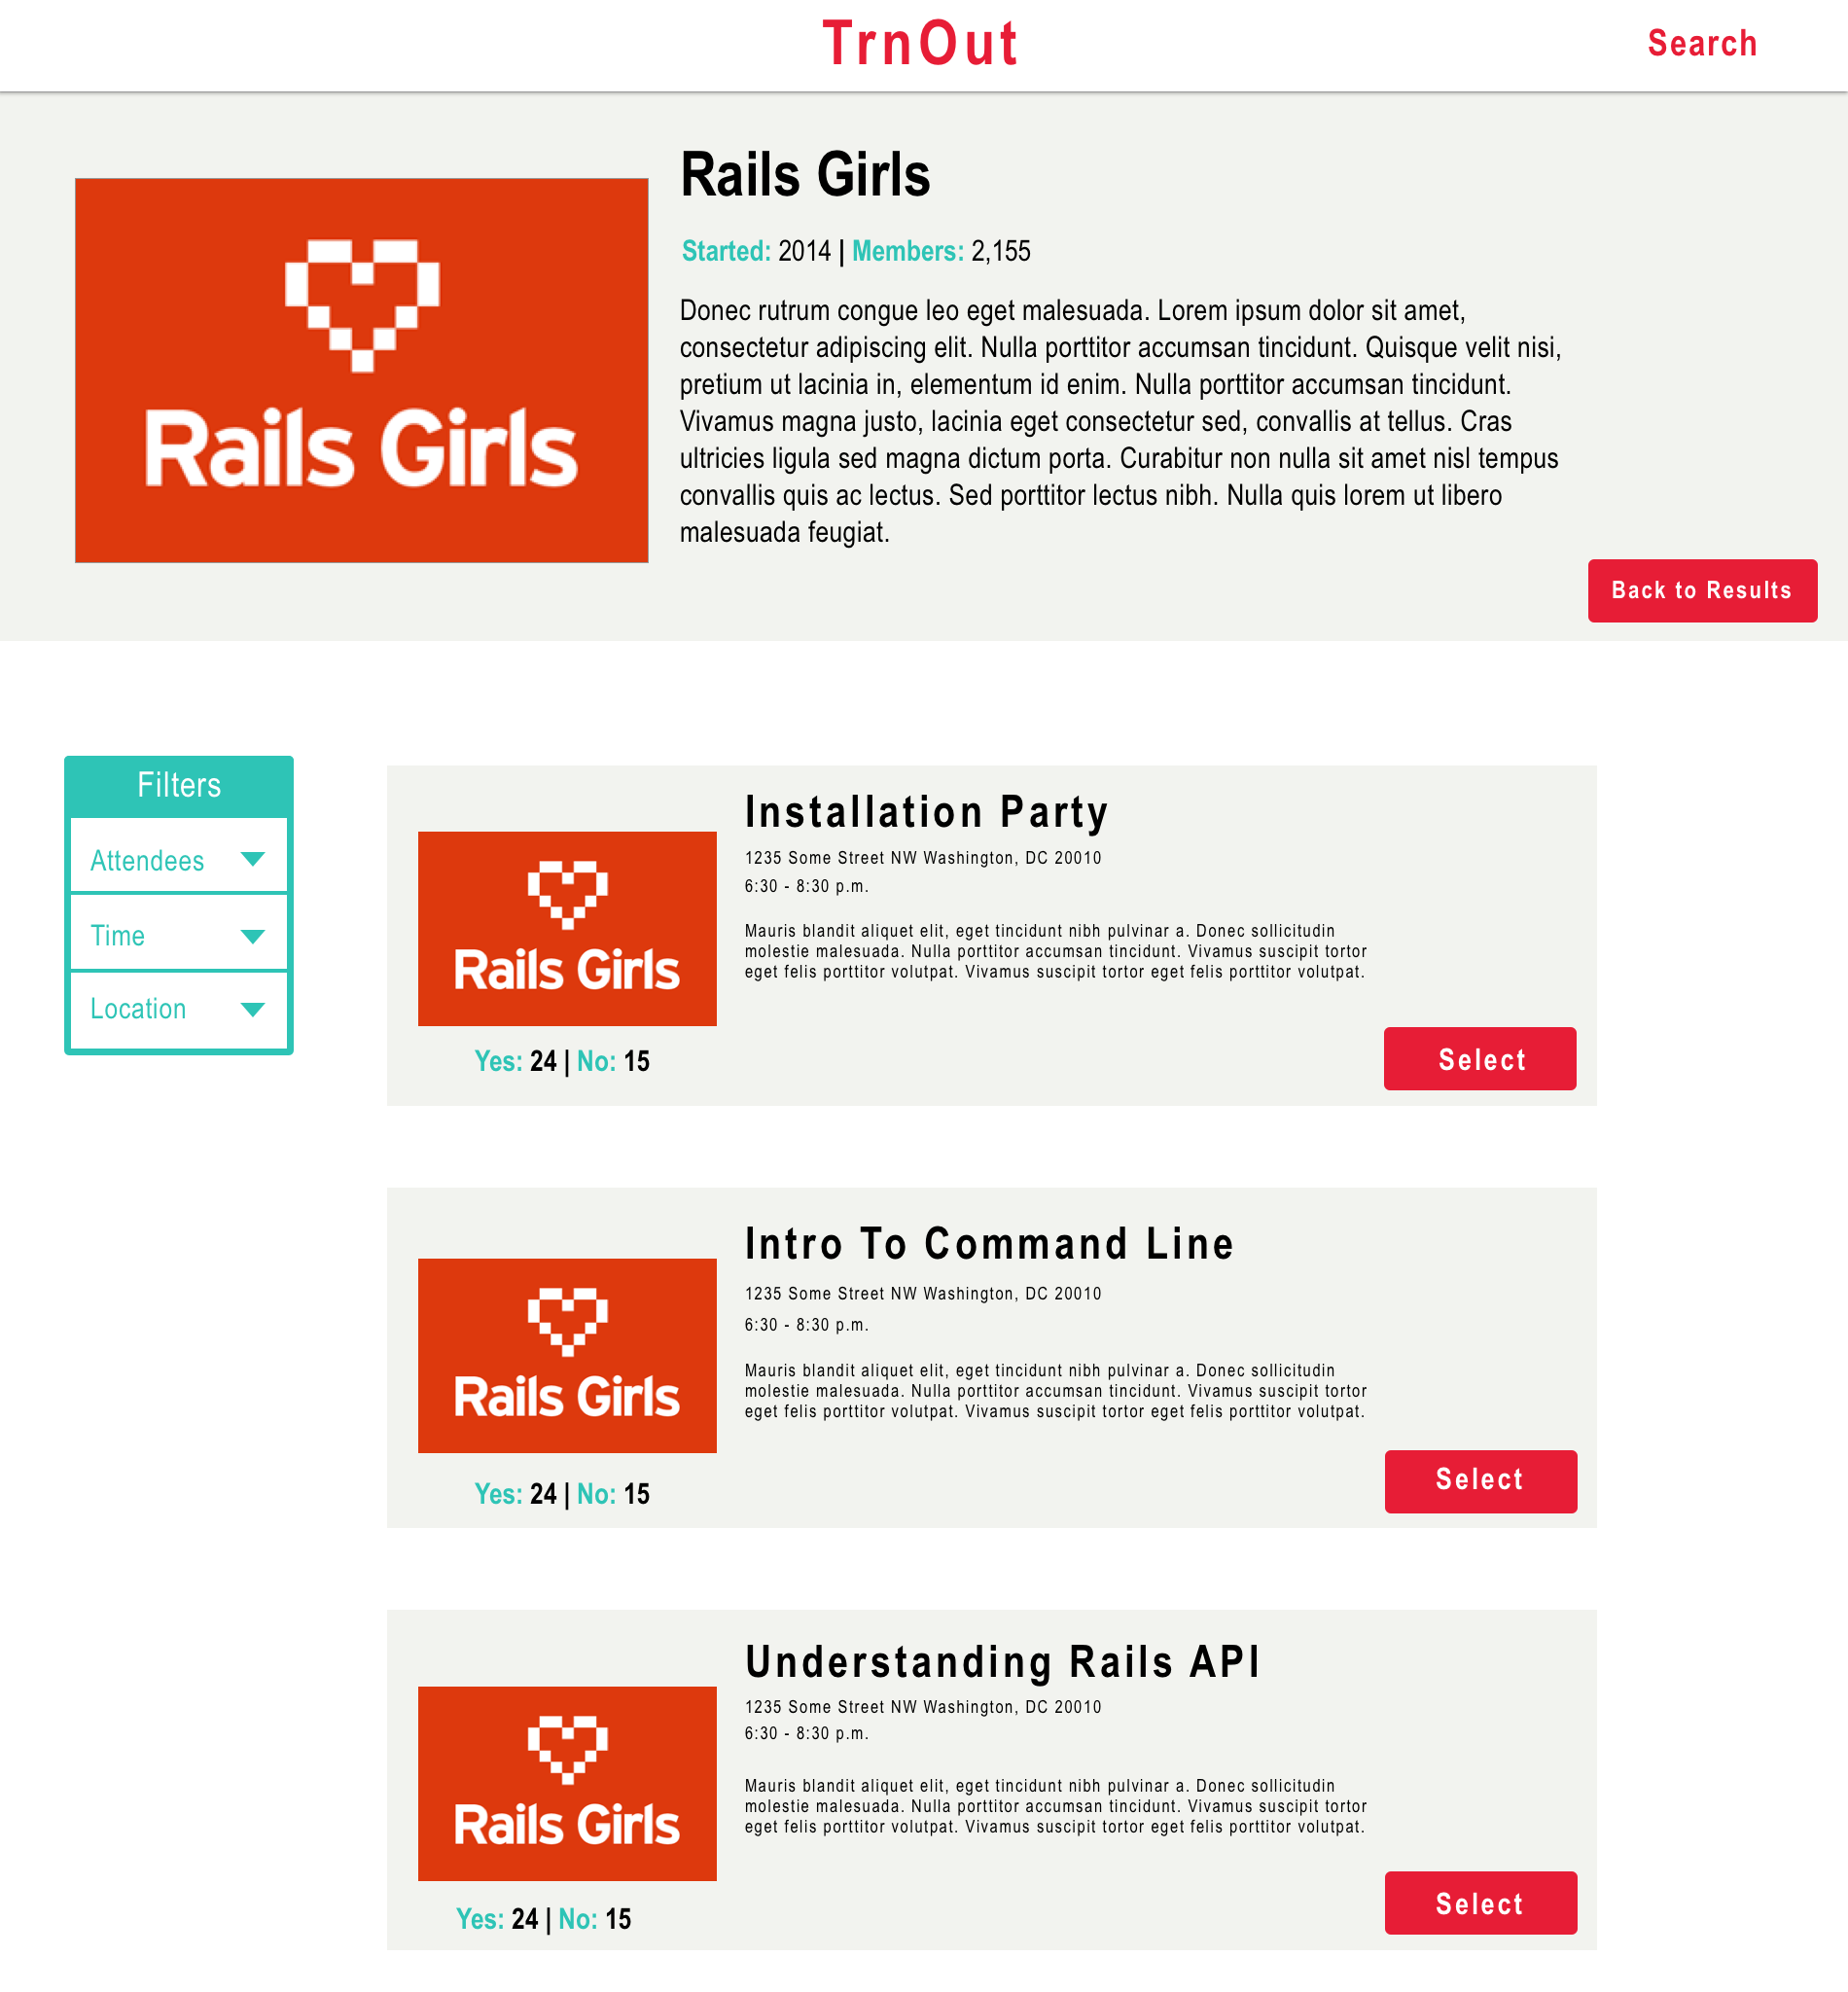 TrnOut
Search
Rails Girls
Rails Girls
Started: 2014 | Members: 2,155
Donec rutrum congue leo eget malesuada. Lorem ipsum dolor sit amet,
consectetur adipiscing elit. Nulla porttitor accumsan tincidunt. Quisque velit nisi,
pretium ut lacinia in, elementum id enim. Nulla porttitor accumsan tincidunt.
Vivamus magna justo, lacinia eget consectetur sed, convallis at tellus. Cras
ultricies ligula sed magna dictum porta. Curabitur non nulla sit amet nisl tempus
convallis quis ac lectus. Sed porttitor lectus nibh. Nulla quis lorem ut libero
malesuada feugiat.
Back to Results
Filters
Attendees
Time
Location
Rails Girls
Yes: 24 | No: 15
Installation Party
1235 Some Street NW Washington, DC 20010
6:30 - 8:30 p.m.
Mauris blandit aliquet elit, eget tincidunt nibh pulvinar a. Donec sollicitudin
molestie malesuada. Nulla porttitor accumsan tincidunt. Vivamus suscipit tortor
eget felis porttitor volutpat. Vivamus suscipit tortor eget felis porttitor volutpat.
Select
Rails Girls
Yes: 24 | No: 15
Intro To Command Line
1235 Some Street NW Washington, DC 20010
6:30 - 8:30 p.m.
Mauris blandit aliquet elit, eget tincidunt nibh pulvinar a. Donec sollicitudin
molestie malesuada. Nulla porttitor accumsan tincidunt. Vivamus suscipit tortor
eget felis porttitor volutpat. Vivamus suscipit tortor eget felis porttitor volutpat.
Select
Rails Girls
Yes: 24 | No: 15
Understanding Rails API
1235 Some Street NW Washington, DC 20010
6:30 - 8:30 p.m.
Mauris blandit aliquet elit, eget tincidunt nibh pulvinar a. Donec sollicitudin
molestie malesuada. Nulla porttitor accumsan tincidunt. Vivamus suscipit tortor
eget felis porttitor volutpat. Vivamus suscipit tortor eget felis porttitor volutpat.
Select